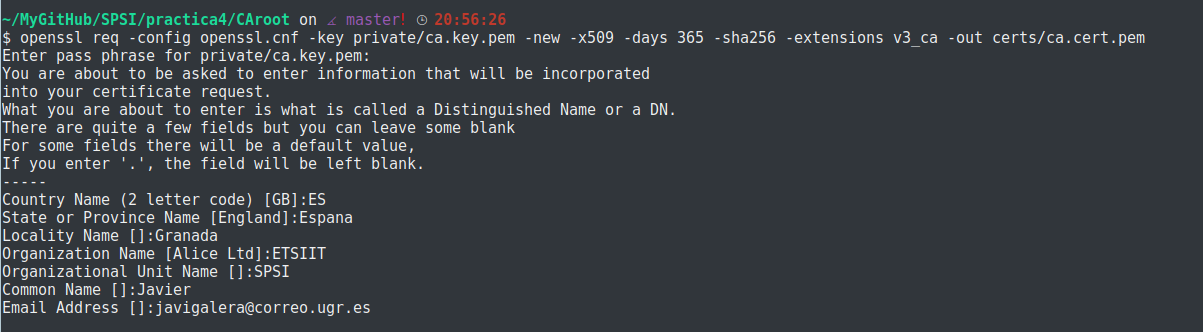 ~/MyGitHub/SPSI/practica4/CAroot on master! 20:56:26
$ openssl req -config openssl.cnf -key private/ca.key.pem -new -x509 -days 365 -sha256 -extensions v3_ca -out certs/ca.cert.pem
Enter pass phrase for private/ca.key.pem:
You are about to be asked to enter information that will be incorporated
into your certificate request.
What you are about to enter is what is called a Distinguished Name or a DN.
There are quite a few fields but you can leave some blank
For some fields there will be a default value,
If you enter '.', the field will be left blank.
-----
Country Name (2 letter code) [GB]:ES
State or Province Name [England]:Espana
Locality Name []:Granada
Organization Name [Alice Ltd]:ETSIIT
Organizational Unit Name []:SPSI
Common Name []:Javier
Email Address []:javigalera@correo.ugr.es